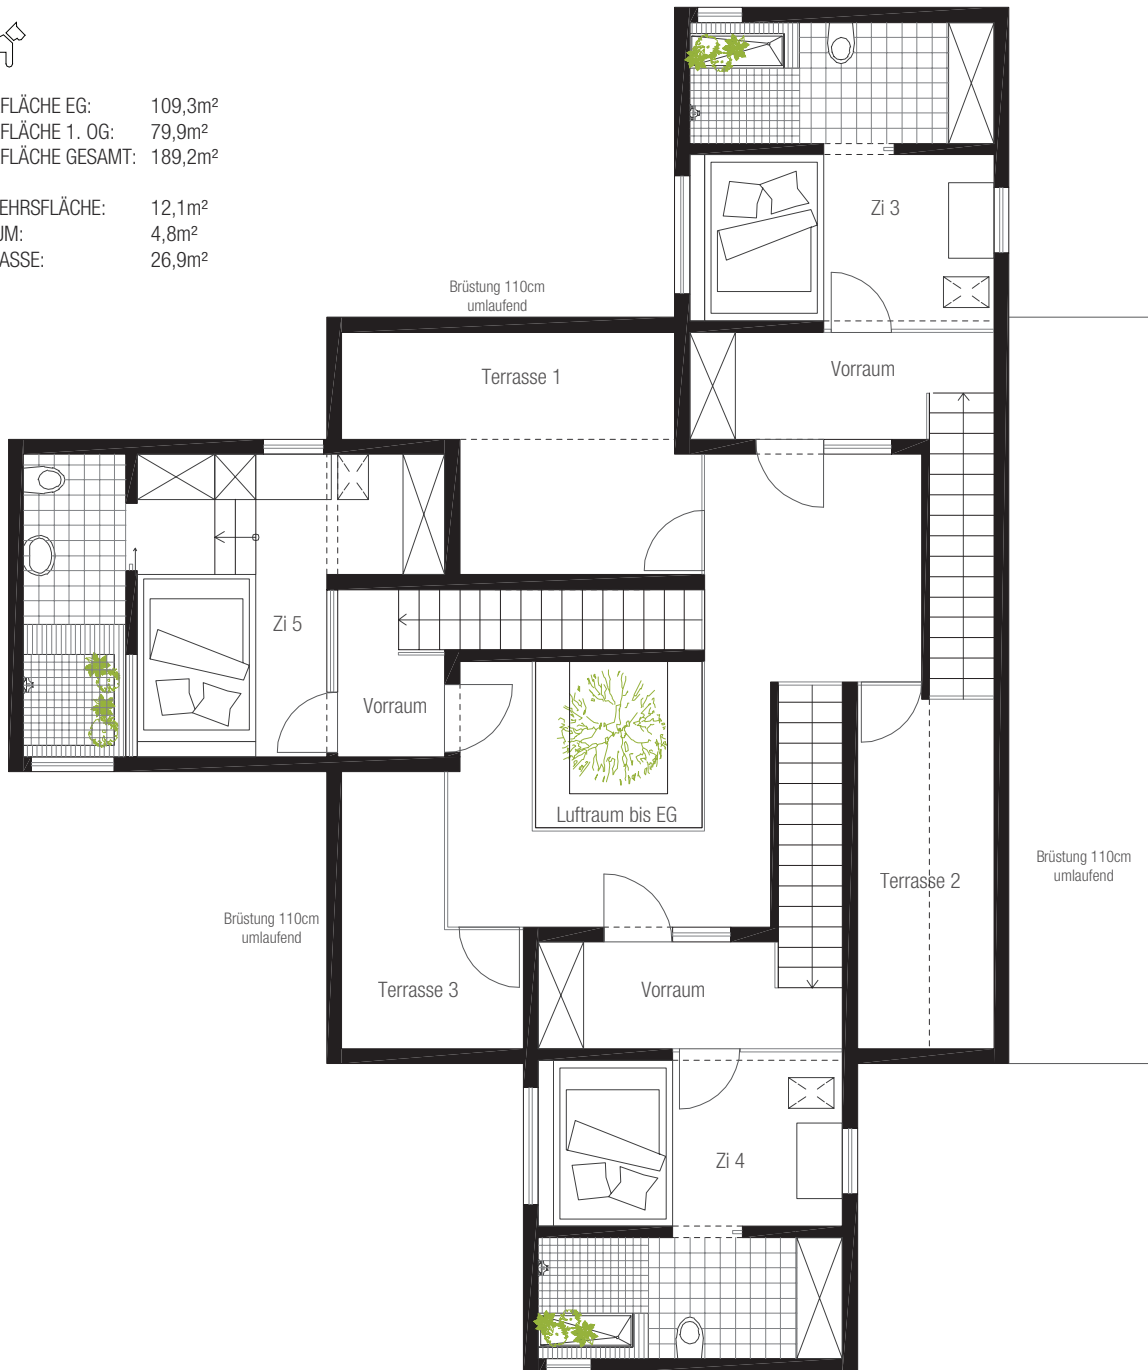 FLÄCHE EG: 109,3m²
FLÄCHE 1. OG: 79,9m²
FLÄCHE GESAMT: 189,2m²
EHRSFLÄCHE: 12,1m²
UM: 4,8m²
ASSE: 26,9m²
Zi 3
Brüstung 110cm
umlaufend
Terrasse 1
Vorraum
Zi 5
Vorraum
Luftraum bis EG
Brüstung 110cm
umlaufend
Terrasse 2
Brüstung 110cm
umlaufend
Terrasse 3
Vorraum
Zi 4